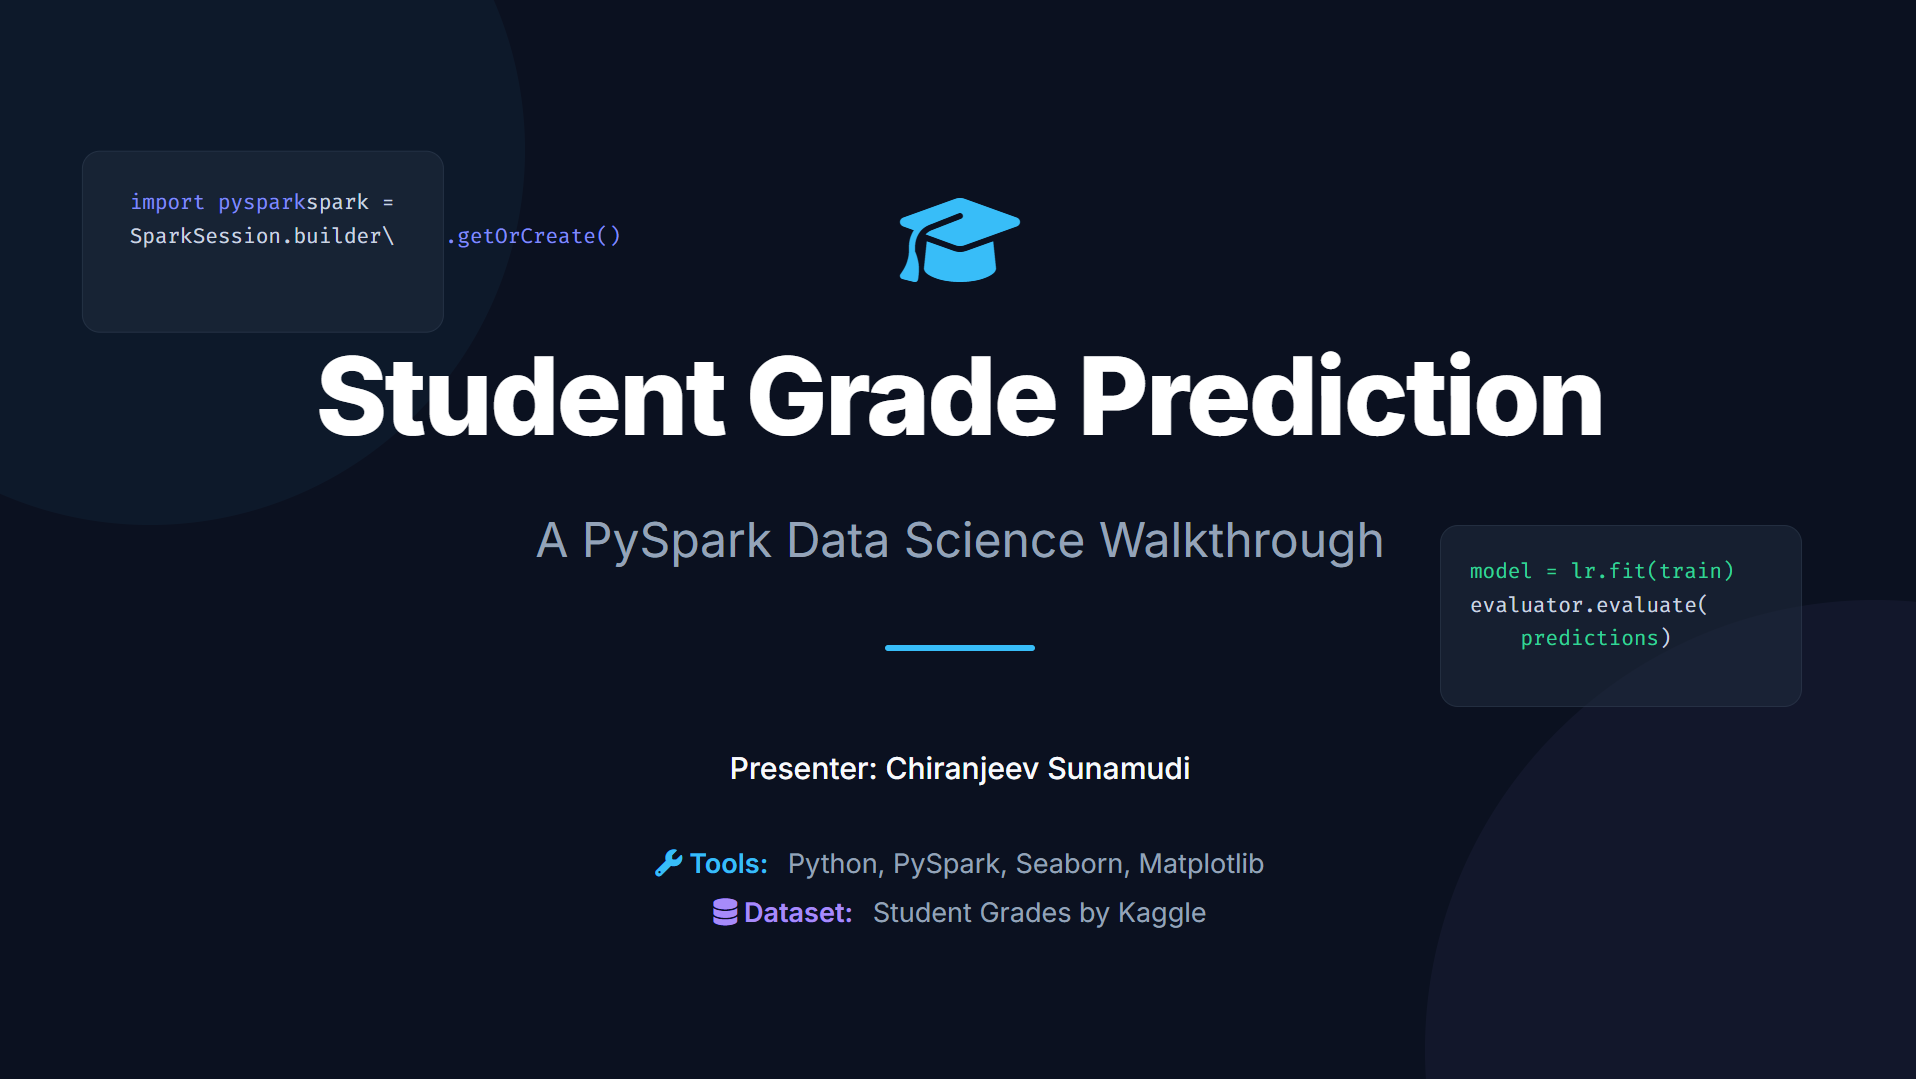 import pysparkspark =
SparkSession.builder\ .getOrCreate()
Student Grade Prediction
A PySpark Data Science Walkthrough
model = lr.fit(train)
evaluator.evaluate(
predictions)
Presenter: Chiranjeev Sunamudi
Tools: Python, PySpark, Seaborn, Matplotlib
Dataset: Student Grades by Kaggle